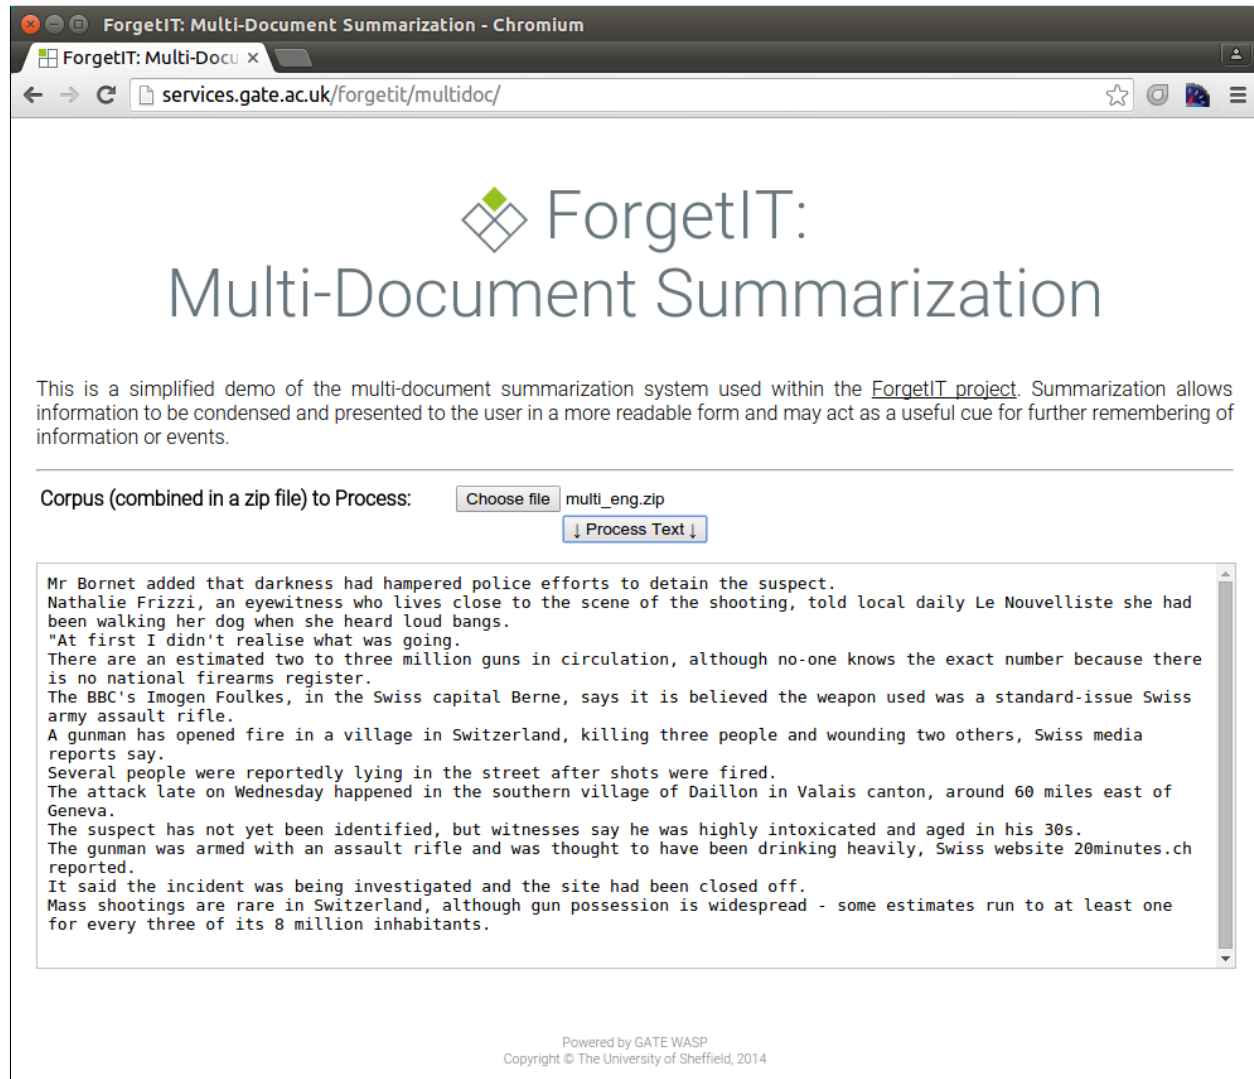 ForgetIT: Multi-Document Summarization - Chromium
ForgetIT: Multi-Docu
services.gate.ac.uk/forgetit/multidoc/
ForgetIT:
Multi-Document Summarization
This is a simplified demo of the multi-document summarization system used within the ForgetIT project. Summarization allows
information to be condensed and presented to the user in a more readable form and may act as a useful cue for further remembering of
information or events.
Corpus (combined in a zip file) to Process: Choose file multi_eng.zip
↓ Process Text ↓
Mr Bornet added that darkness had hampered police efforts to detain the suspect.
Nathalie Frizzi, an eyewitness who lives close to the scene of the shooting, told local daily Le Nouvelliste she had
been walking her dog when she heard loud bangs.
"At first I didn't realise what was going.
There are an estimated two to three million guns in circulation, although no-one knows the exact number because there
is no national firearms register.
The BBC's Imogen Foulkes, in the Swiss capital Berne, says it is believed the weapon used was a standard-issue Swiss
army assault rifle.
A gunman has opened fire in a village in Switzerland, killing three people and wounding two others, Swiss media
reports say.
Several people were reportedly lying in the street after shots were fired.
The attack late on Wednesday happened in the southern village of Daillon in Valais canton, around 60 miles east of
Geneva.
The suspect has not yet been identified, but witnesses say he was highly intoxicated and aged in his 30s.
The gunman was armed with an assault rifle and was thought to have been drinking heavily, Swiss website 20minutes.ch
reported.
It said the incident was being investigated and the site had been closed off.
Mass shootings are rare in Switzerland, although gun possession is widespread - some estimates run to at least one
for every three of its 8 million inhabitants.
Powered by GATE WASP
Copyright © The University of Sheffield, 2014